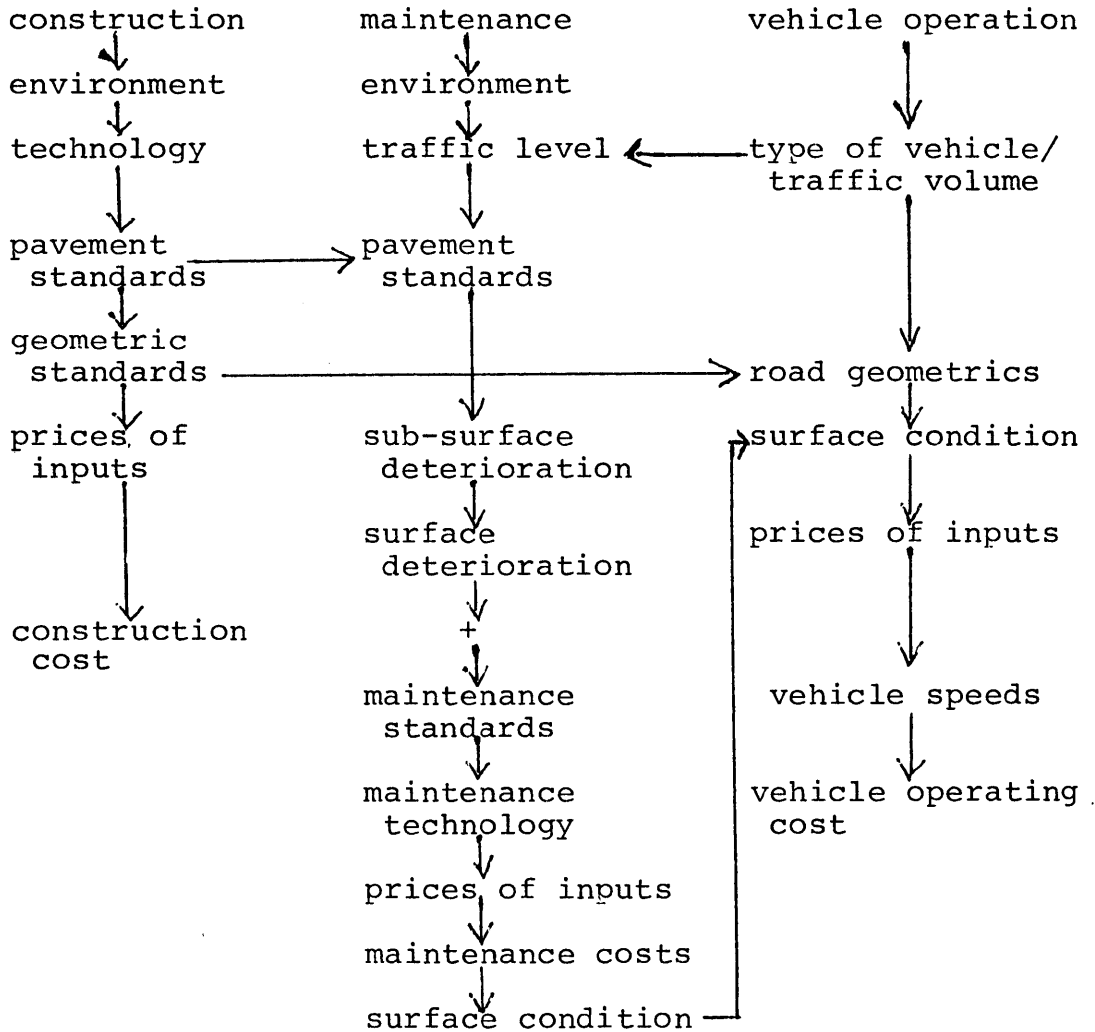 construction
environment
technology
pavement
standards
geometric
standards
prices of
inputs
construction
cost
maintenance
environment
traffic level
pavement
standards
sub-surface
deterioration
surface
deterioration
+
maintenance
standards
maintenance
technology
prices of inputs
maintenance costs
surface condition
vehicle operation
type of vehicle/
traffic volume
road geometrics
surface condition
prices of inputs
vehicle speeds
vehicle operating
cost